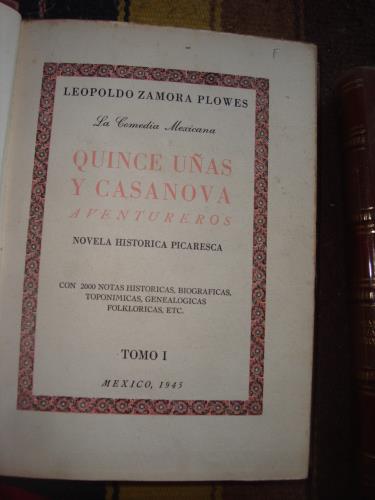 F
LEOPOLDO ZAMORA PLOWES
La Comedia Mexicana
QUINCE UÑAS
Y CASANOVA
AVENTUREROS
NOVELA HISTORICA PICARESCA
CON 2000 NOTAS HISTORICAS, BIOGRAFICAS,
TOPONIMICAS, GENEALOGICAS
FOLKLORICAS, ETC.
TOMO I
MEXICO, 1945